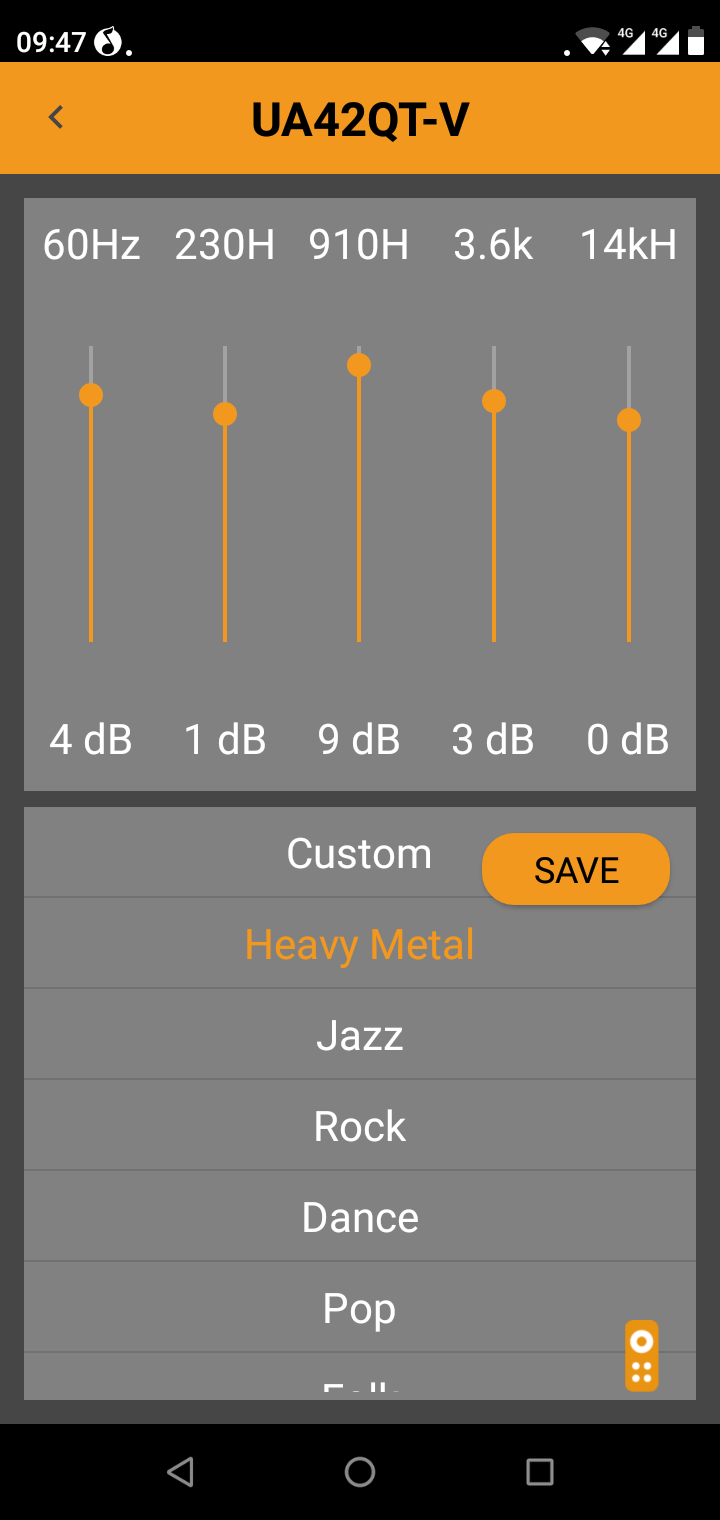 09:47
4G 4G
UA42QT-V
60Hz 230H 910H 3.6k 14kH
4 dB 1 dB 9 dB 3 dB 0 dB
Custom
SAVE
Heavy Metal
Jazz
Rock
Dance
Pop